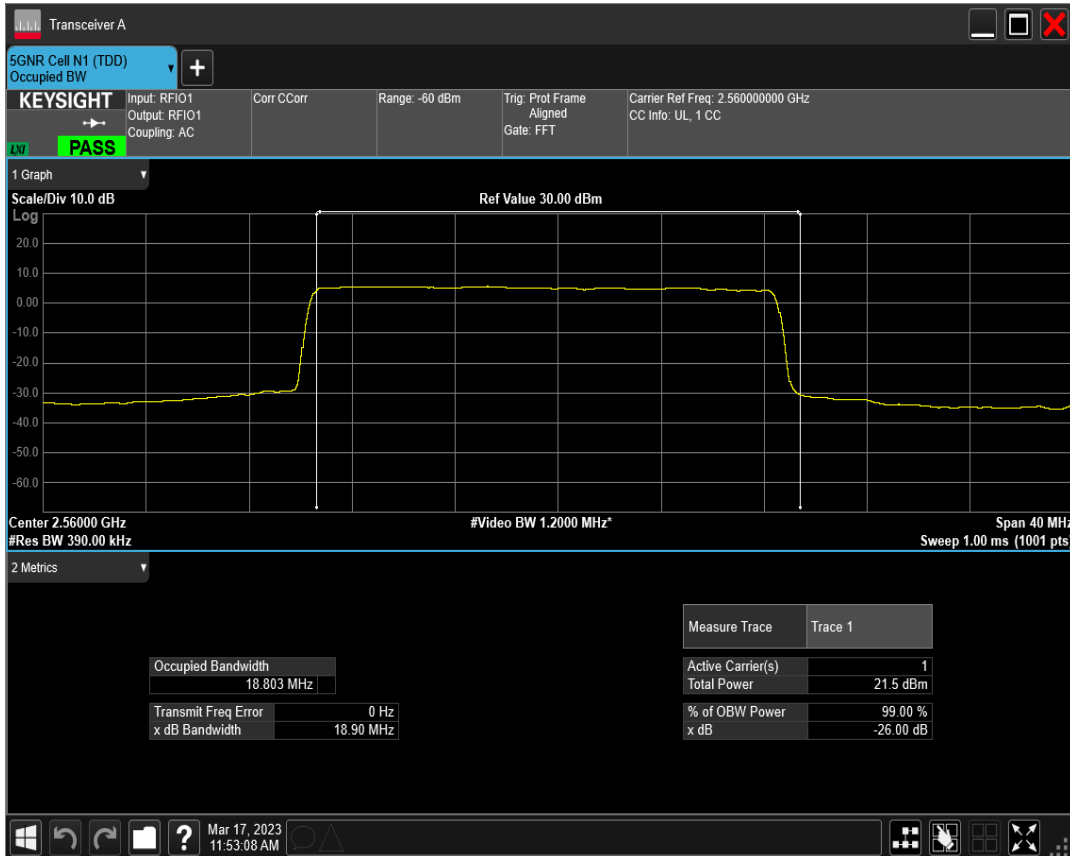 Transceiver A
5GNR Cell N1 (TDD)
Occupied BW
+
KEYSIGHT
LXI
PASS
Input: RFIO1
Output: RFIO1
Coupling: AC
Corr CCorr
Range: -60 dBm
Trig: Prot Frame
Aligned
Gate: FFT
Carrier Ref Freq: 2.560000000 GHz
CC Info: UL, 1 CC
1 Graph
Scale/Div 10.0 dB
Ref Value 30.00 dBm
Log
20.0
10.0
0.00
-10.0
-20.0
-30.0
-40.0
-50.0
-60.0
Center 2.56000 GHz
#Video BW 1.2000 MHz*
Span 40 MHz
#Res BW 390.00 kHz
Sweep 1.00 ms (1001 pts)
2 Metrics
Measure Trace Trace 1
Occupied Bandwidth
18.803 MHz
Active Carrier(s) 1
Total Power 21.5 dBm
Transmit Freq Error 0 Hz
x dB Bandwidth 18.90 MHz
% of OBW Power 99.00 %
x dB -26.00 dB
?
Mar 17, 2023
11:53:08 AM